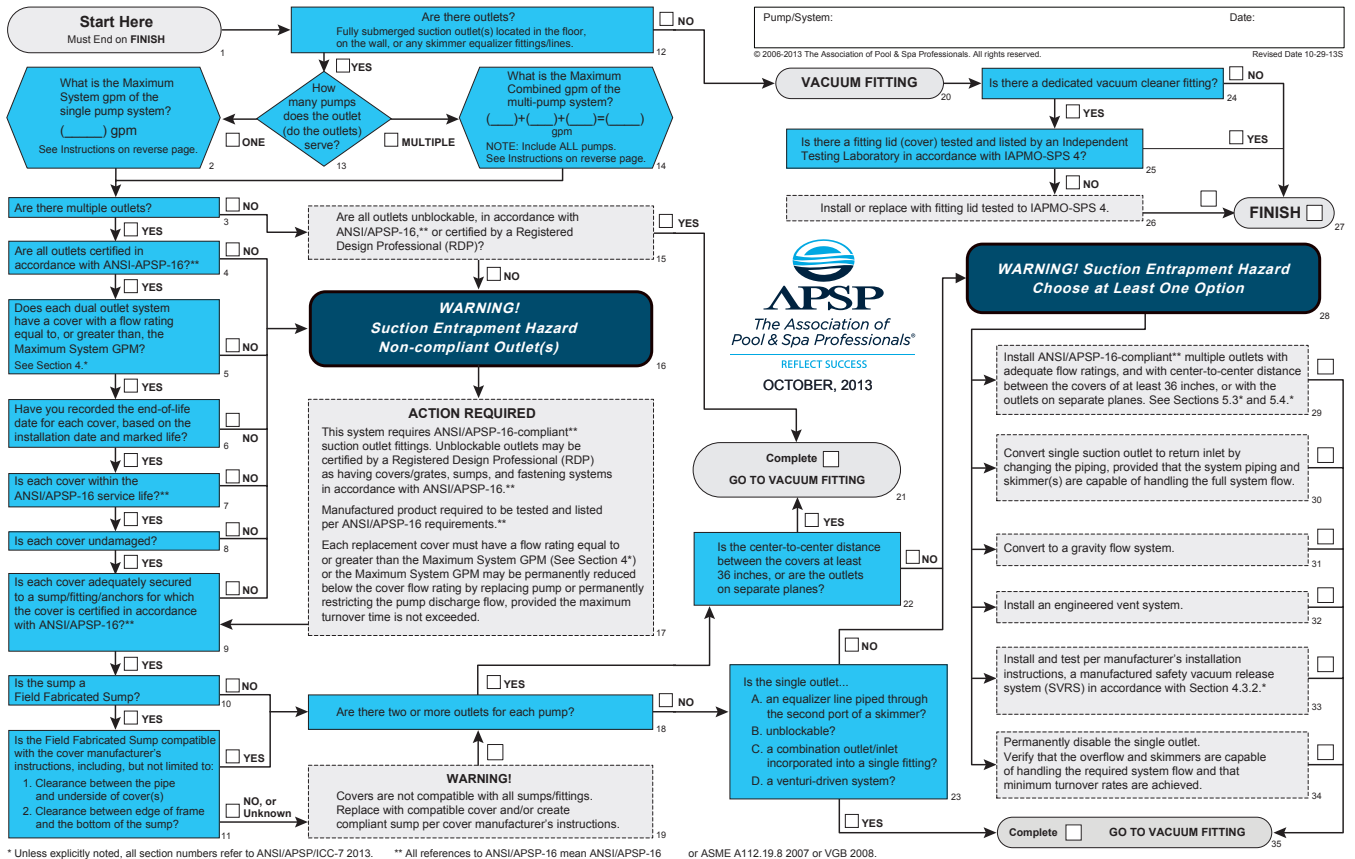 Start Here
Must End on FINISH
1
Are there outlets?
Fully submerged suction outlet(s) located in the floor,
on the wall, or any skimmer equalizer fittings/lines.
12
NO
YES
Pump/System:
Date:
© 2006-2013 The Association of Pool & Spa Professionals. All rights reserved.
Revised Date 10-29-13S
What is the Maximum
System gpm of the
single pump system?
(_____) gpm
See Instructions on reverse page.
2
ONE
How
many pumps
does the outlet
(do the outlets)
serve?
13
MULTIPLE
What is the Maximum
Combined gpm of the
multi-pump system?
(___)+(___)+(___)=(____)
gpm
NOTE: Include ALL pumps.
See Instructions on reverse page.
14
VACUUM FITTING
20
Is there a dedicated vacuum cleaner fitting?
24
NO
YES
Is there a fitting lid (cover) tested and listed by an Independent
Testing Laboratory in accordance with IAPMO-SPS 4?
25
YES
NO
Install or replace with fitting lid tested to IAPMO-SPS 4.
26
FINISH
27
Are there multiple outlets?
3
NO
YES
Are all outlets certified in
accordance with ANSI-APSP-16?**
4
NO
YES
Does each dual outlet system
have a cover with a flow rating
equal to, or greater than, the
Maximum System GPM?
See Section 4.*
5
NO
YES
Have you recorded the end-of-life
date for each cover, based on the
installation date and marked life?
6
NO
YES
Is each cover within the
ANSI/APSP-16 service life?**
7
NO
YES
Is each cover undamaged?
8
NO
YES
Is each cover adequately secured
to a sump/fitting/anchors for which
the cover is certified in accordance
with ANSI/APSP-16?**
9
NO
YES
Is the sump a
Field Fabricated Sump?
10
NO
YES
Is the Field Fabricated Sump compatible
with the cover manufacturer's
instructions, including, but not limited to:
1. Clearance between the pipe
and underside of cover(s)
2. Clearance between edge of frame
and the bottom of the sump?
11
YES
NO, or
Unknown
Are all outlets unblockable, in accordance with
ANSI/APSP-16,** or certified by a Registered
Design Professional (RDP)?
15
YES
NO
WARNING!
Suction Entrapment Hazard
Non-compliant Outlet(s)
16
ACTION REQUIRED
This system requires ANSI/APSP-16-compliant**
suction outlet fittings. Unblockable outlets may be
certified by a Registered Design Professional (RDP)
as having covers/grates, sumps, and fastening systems
in accordance with ANSI/APSP-16.**
Manufactured product required to be tested and listed
per ANSI/APSP-16 requirements.**
Each replacement cover must have a flow rating equal to
or greater than the Maximum System GPM (See Section 4*)
or the Maximum System GPM may be permanently reduced
below the cover flow rating by replacing pump or permanently
restricting the pump discharge flow, provided the maximum
turnover time is not exceeded.
17
YES
Are there two or more outlets for each pump?
18
NO
WARNING!
Covers are not compatible with all sumps/fittings.
Replace with compatible cover and/or create
compliant sump per cover manufacturer's instructions.
19
APSP
The Association of
Pool & Spa Professionals®
REFLECT SUCCESS
OCTOBER, 2013
Complete
GO TO VACUUM FITTING
21
YES
Is the center-to-center distance
between the covers at least
36 inches, or are the outlets
on separate planes?
22
NO
NO
Is the single outlet...
A. an equalizer line piped through
the second port of a skimmer?
B. unblockable?
C. a combination outlet/inlet
incorporated into a single fitting?
D. a venturi-driven system?
23
YES
WARNING! Suction Entrapment Hazard
Choose at Least One Option
28
Install ANSI/APSP-16-compliant** multiple outlets with
adequate flow ratings, and with center-to-center distance
between the covers of at least 36 inches, or with the
outlets on separate planes. See Sections 5.3* and 5.4.*
29
Convert single suction outlet to return inlet by
changing the piping, provided that the system piping and
skimmer(s) are capable of handling the full system flow.
30
Convert to a gravity flow system.
31
Install an engineered vent system.
32
Install and test per manufacturer's installation
instructions, a manufactured safety vacuum release
system (SVRS) in accordance with Section 4.3.2.*
33
Permanently disable the single outlet.
Verify that the overflow and skimmers are capable
of handling the required system flow and that
minimum turnover rates are achieved.
34
Complete
GO TO VACUUM FITTING
35
* Unless explicitly noted, all section numbers refer to ANSI/APSP/ICC-7 2013. ** All references to ANSI/APSP-16 mean ANSI/APSP-16 or ASME A112.19.8 2007 or VGB 2008.